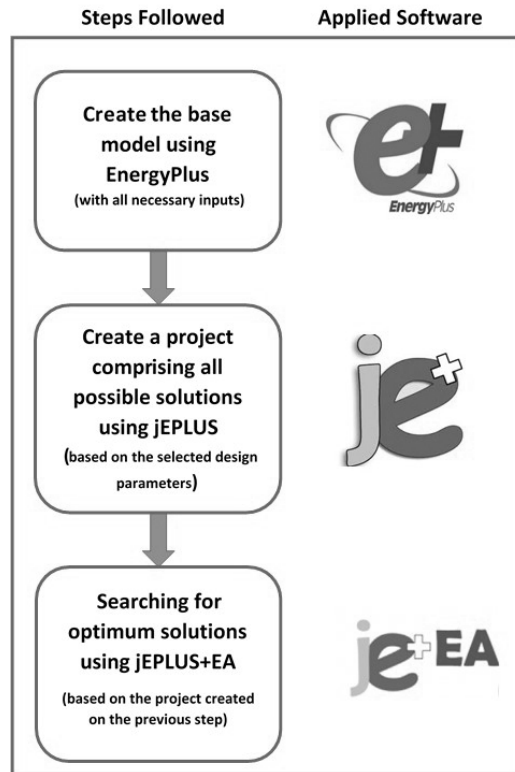 Steps Followed
Applied Software
Create the base
model using
EnergyPlus
(with all necessary inputs)
e+
EnergyPlus
Create a project
comprising all
possible solutions
using jEPLUS
(based on the selected design
parameters)
je+
Searching for
optimum solutions
using jEPLUS+EA
(based on the project created
on the previous step)
je+EA